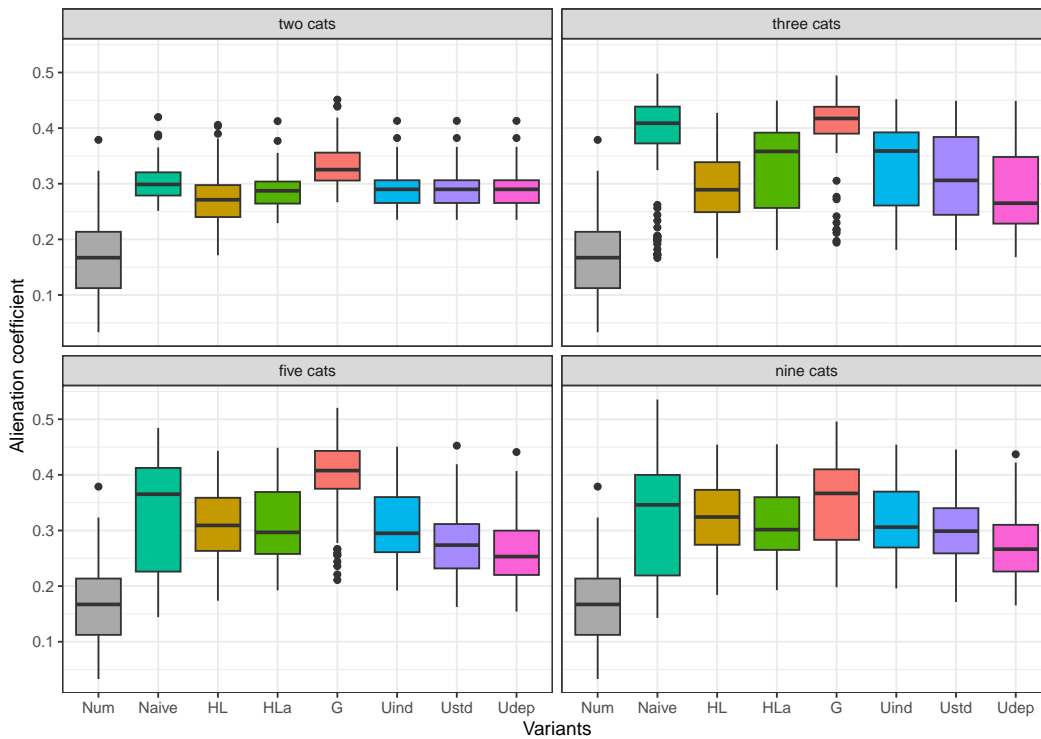 two cats
three cats
0.5
0.4
0.3
0.2
0.1
five cats
nine cats
0.5
0.4
0.3
0.2
0.1
Alienation coefficient
Num Naive HL HLa G Uind Ustd Udep
Num Naive HL HLa G Uind Ustd Udep
Variants